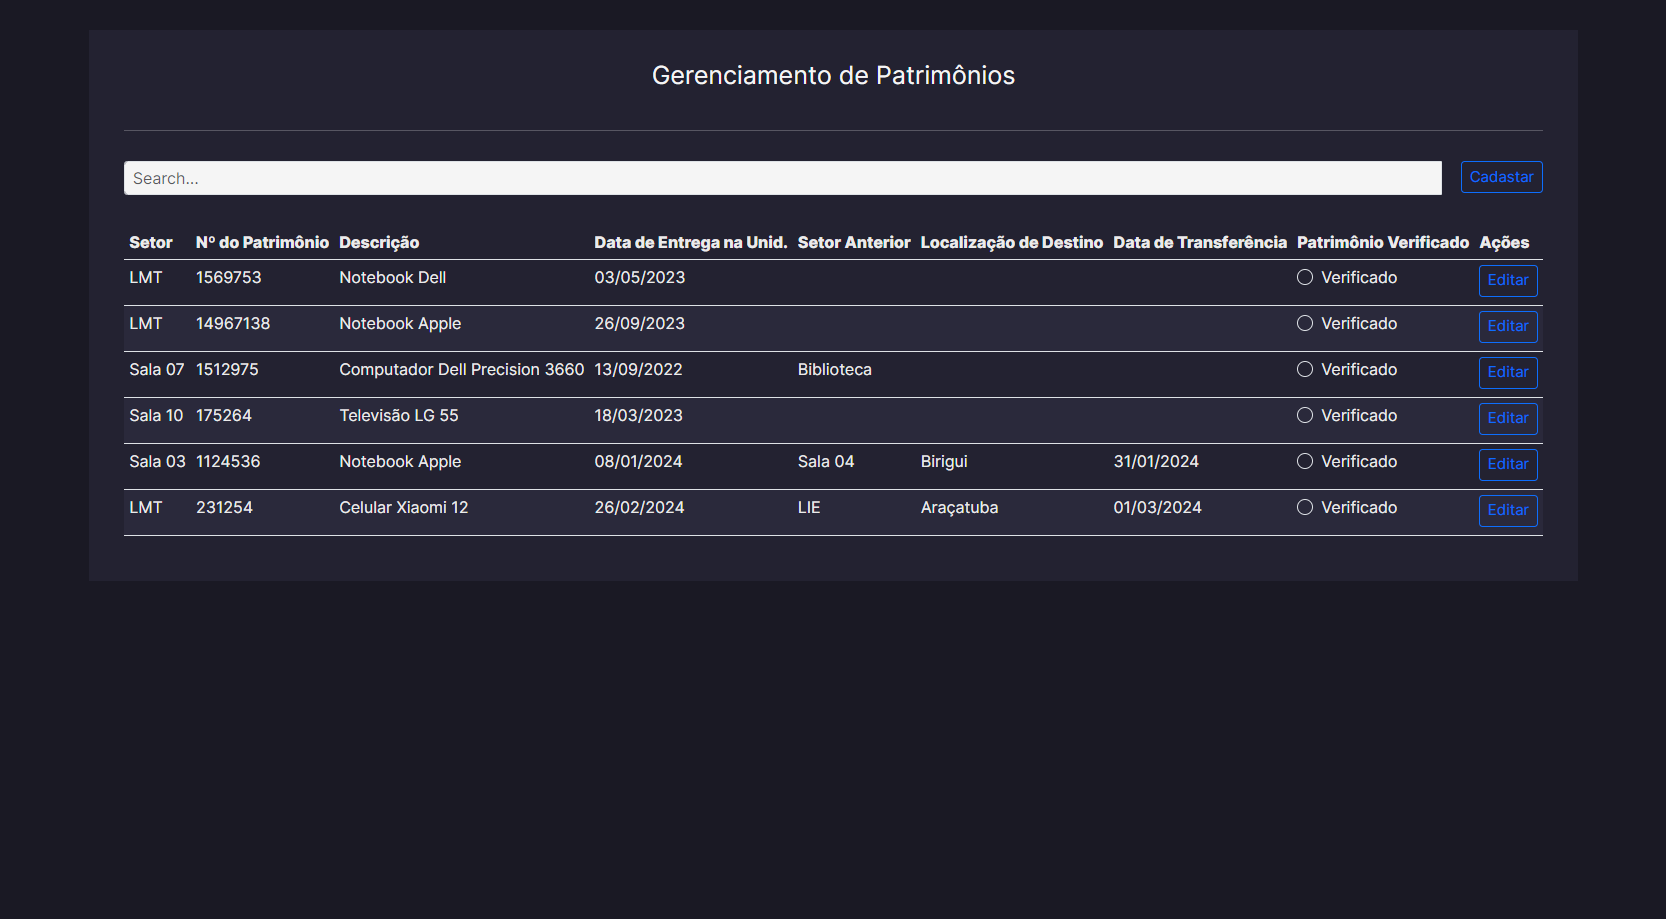 Gerenciamento de Patrimônios
Search...
Cadastar
Setor Nº do Patrimônio Descrição Data de Entrega na Unid. Setor Anterior Localização de Destino Data de Transferência Patrimônio Verificado Ações
LMT 1569753 Notebook Dell 03/05/2023 Verificado Editar
LMT 14967138 Notebook Apple 26/09/2023 Verificado Editar
Sala 07 1512975 Computador Dell Precision 3660 13/09/2022 Biblioteca Verificado Editar
Sala 10 175264 Televisão LG 55 18/03/2023 Verificado Editar
Sala 03 1124536 Notebook Apple 08/01/2024 Sala 04 Birigui 31/01/2024 Verificado Editar
LMT 231254 Celular Xiaomi 12 26/02/2024 LIE Araçatuba 01/03/2024 Verificado Editar